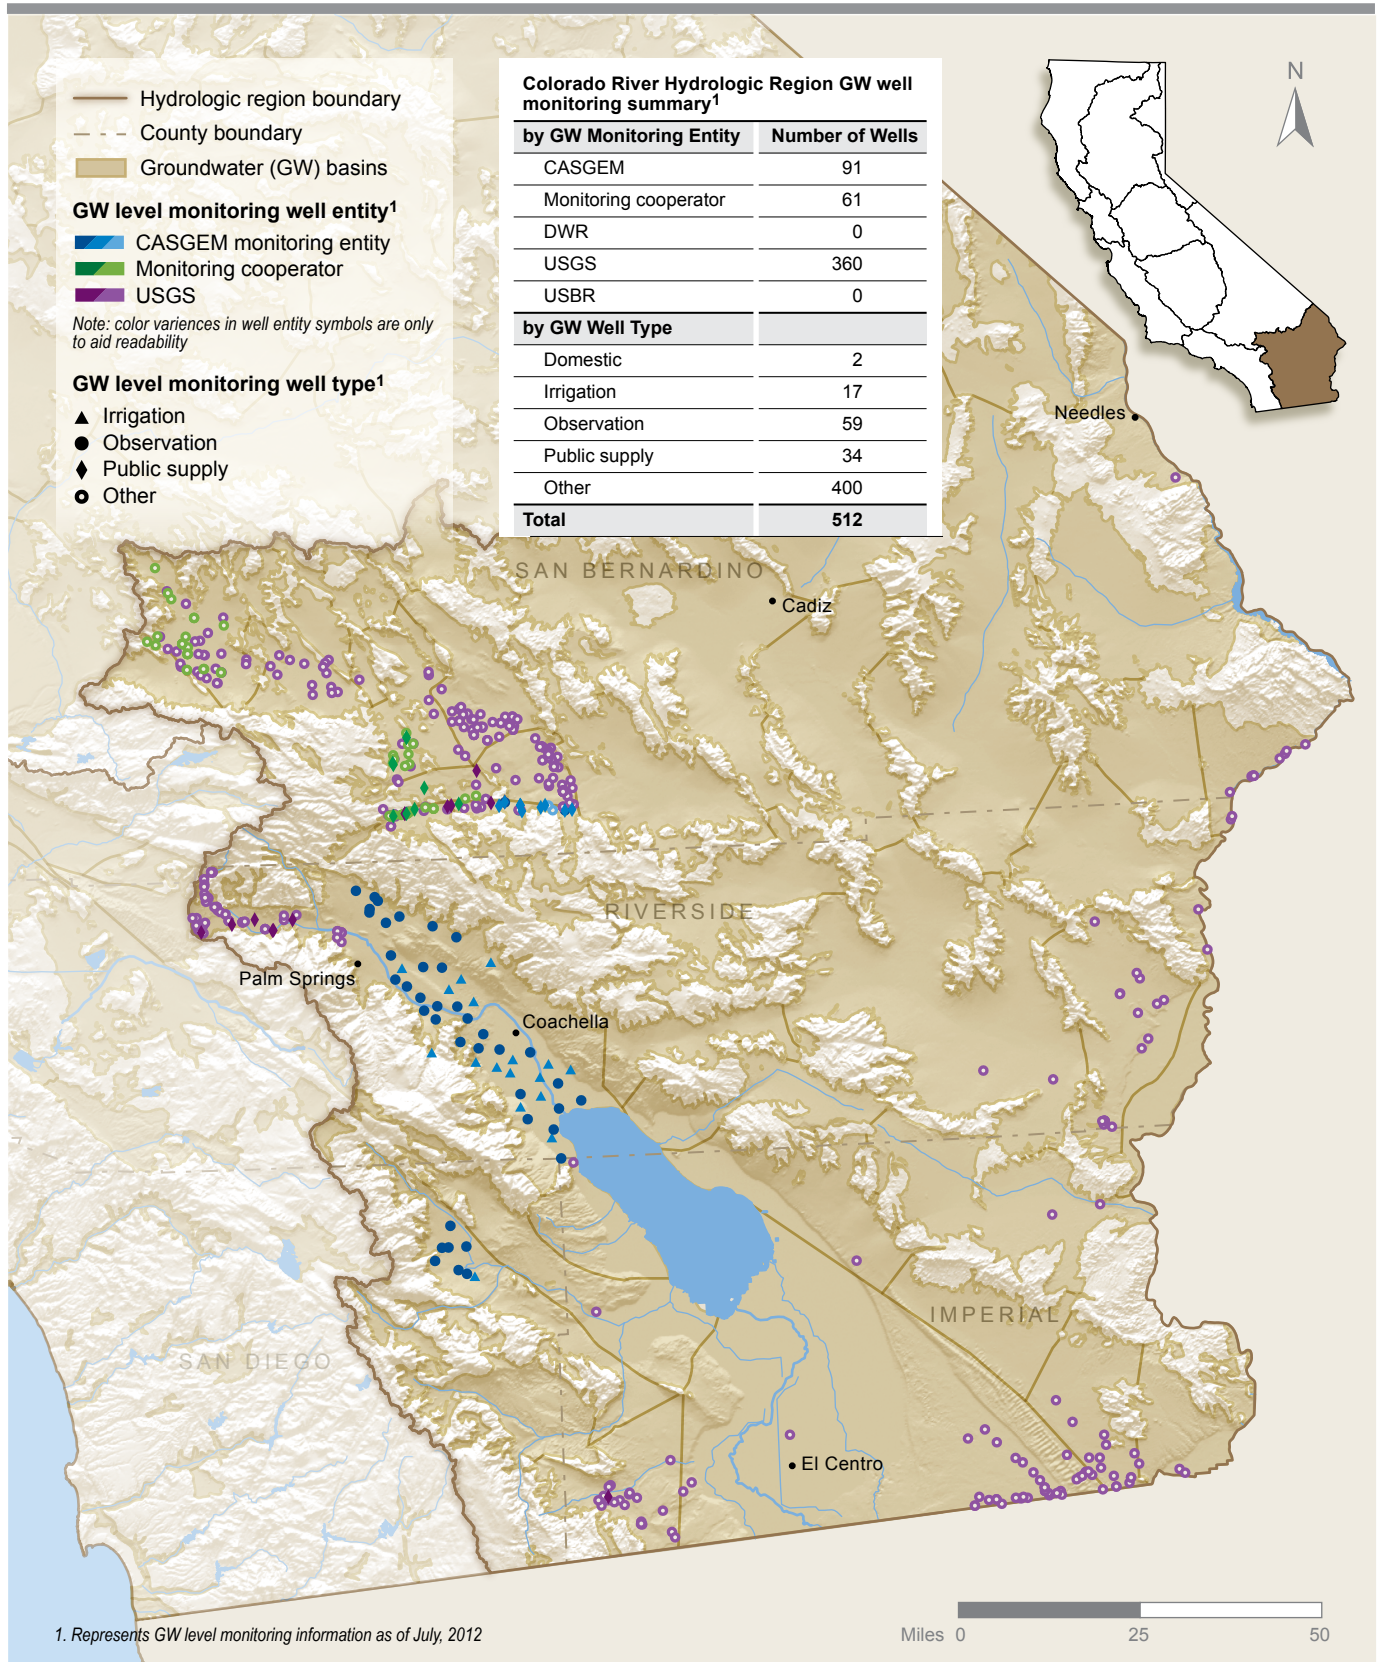 Hydrologic region boundary
County boundary
Groundwater (GW) basins
GW level monitoring well entity1
CASGEM monitoring entity
Monitoring cooperator
USGS
Note: color variences in well entity symbols are only
to aid readability
GW level monitoring well type1
Irrigation
Observation
Public supply
Other
Colorado River Hydrologic Region GW well
monitoring summary1
by GW Monitoring Entity Number of Wells
CASGEM 91
Monitoring cooperator 61
DWR 0
USGS 360
USBR 0
by GW Well Type
Domestic 2
Irrigation 17
Observation 59
Public supply 34
Other 400
Total 512
N
Needles
SAN BERNARDINO
Cadiz
RIVERSIDE
Palm Springs
Coachella
IMPERIAL
SAN DIEGO
El Centro
1. Represents GW level monitoring information as of July, 2012
Miles 0 25 50